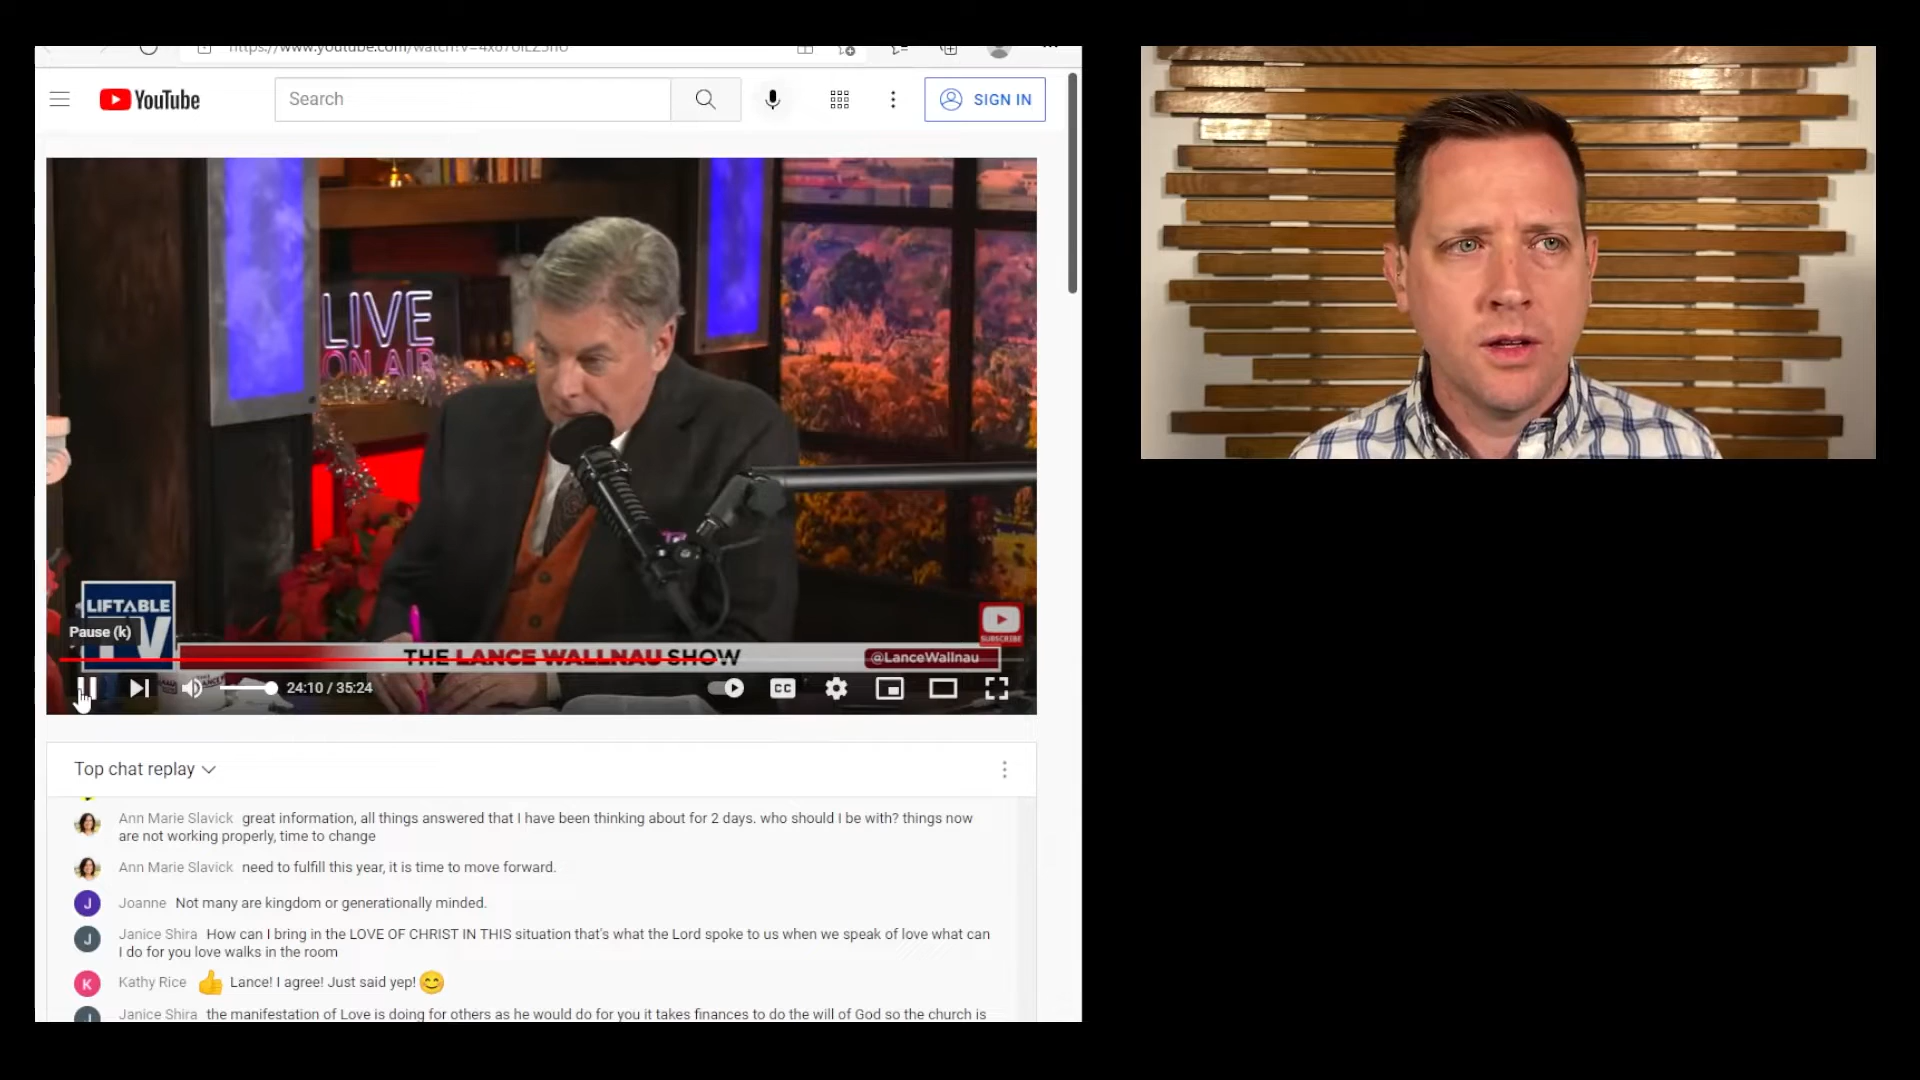 https://www.youtube.com/watch?v=
YouTube
Search
SIGN IN
LIVE
ON AIR
LIFTABLE
TV
Pause (k)
SUBSCRIBE
THE LANCE WALLNAU SHOW
@LanceWallnau
24:10 / 35:24
CC
Top chat replay
Ann Marie Slavick great information, all things answered that I have been thinking about for 2 days. who should I be with? things now
are not working properly, time to change
Ann Marie Slavick need to fulfill this year, it is time to move forward.
J
Joanne Not many are kingdom or generationally minded.
J
Janice Shira How can I bring in the LOVE OF CHRIST IN THIS situation that's what the Lord spoke to us when we speak of love what can
I do for you love walks in the room
K
Kathy Rice Lance! I agree! Just said yep!
Janice Shira the manifestation of Love is doing for others as he would do for you it takes finances to do the will of God so the church is